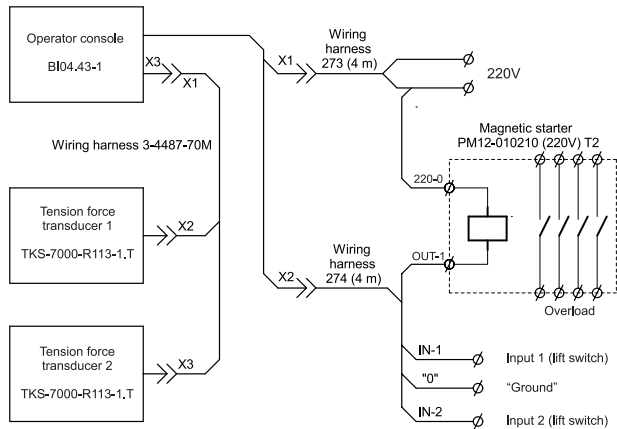 Operator console
BI04.43-1
X3
X1
X1
Wiring
harness
273 (4 m)
220V
Wiring harness 3-4487-70M
Magnetic starter
PM12-010210 (220V) T2
220-0
Tension force
transducer 1
TKS-7000-R113-1.T
X2
X2
Wiring
harness
274 (4 m)
OUT-1
Overload
Tension force
transducer 2
TKS-7000-R113-1.T
X3
IN-1
Input 1 (lift switch)
"0"
“Ground”
IN-2
Input 2 (lift switch)